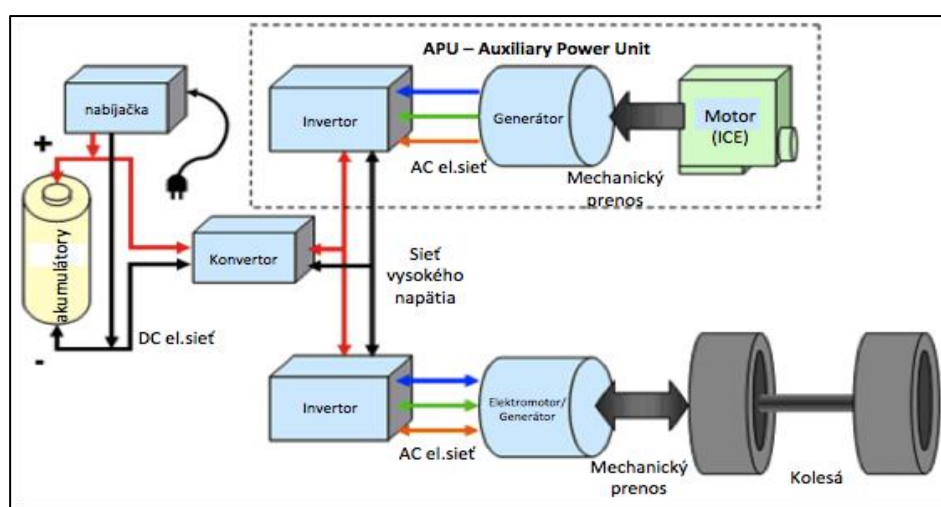 APU – Auxiliary Power Unit
nabíjačka
Invertor
Generátor
Motor
(ICE)
AC el.sieť
Mechanický
prenos
+
akumulátory
-
Konvertor
Sieť
vysokého
napätia
DC el.sieť
Invertor
Elektromotor/
Generátor
AC el.sieť
Mechanický
prenos
Kolesá